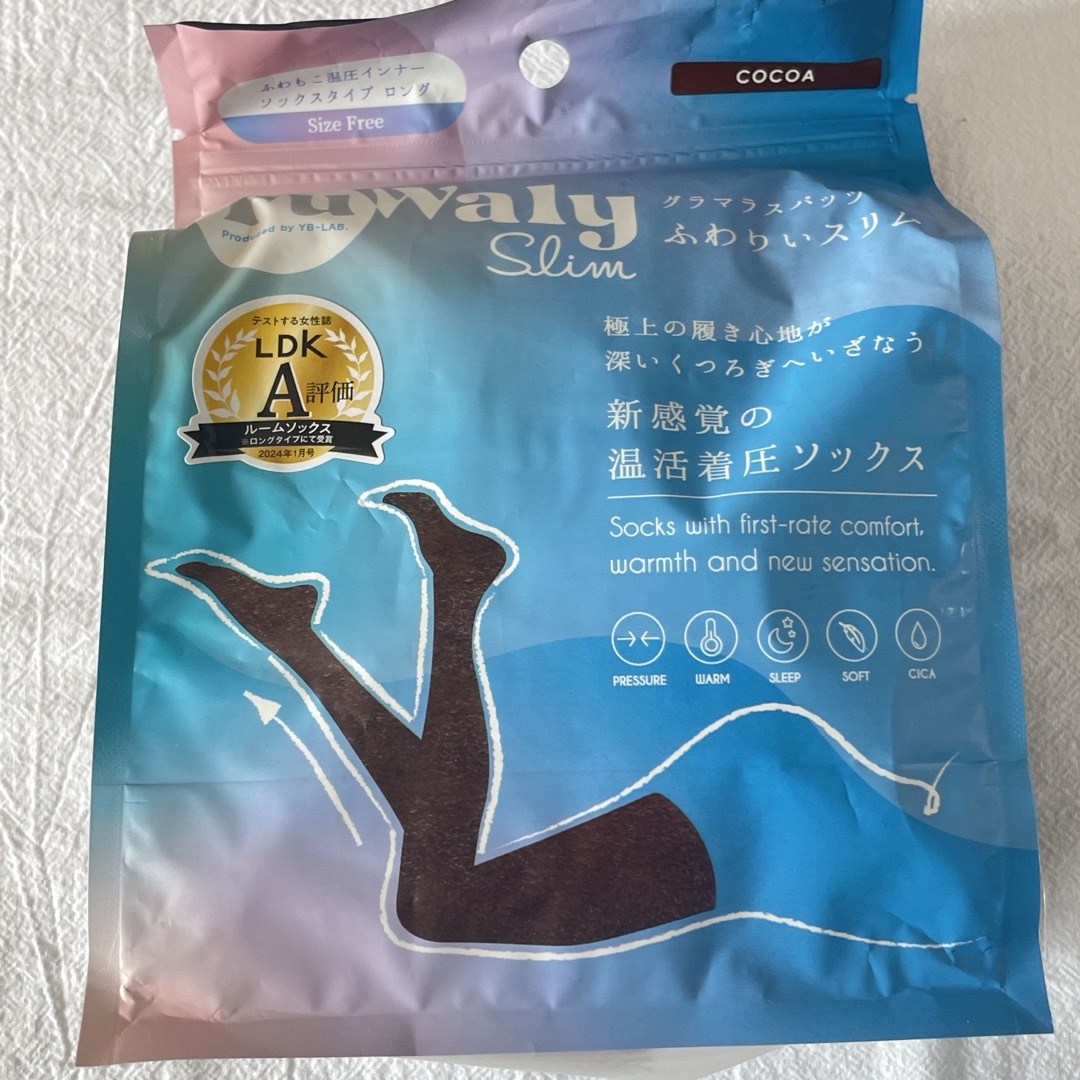 ふわもこ温圧インナー
ソックスタイプ ロング
Size Free
COCOA
Produced by YB-LAB.
Slim
グラマラスパッツ
ふわりぃスリム
テストする女性誌
LDK
A評価
ルームソックス
※ロングタイプにて受賞
2024年1月号
極上の履き心地が
深いくつろぎへいざなう
新感覚の
温活着圧ソックス
Socks with first-rate comfort,
warmth and new sensation.
PRESSURE WARM SLEEP SOFT CICA